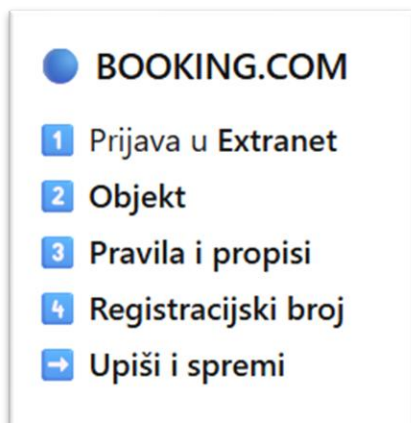 🔵 BOOKING.COM
1️⃣ Prijava u Extranet
2️⃣ Objekt
3️⃣ Pravila i propisi
4️⃣ Registracijski broj
➡️ Upiši i spremi